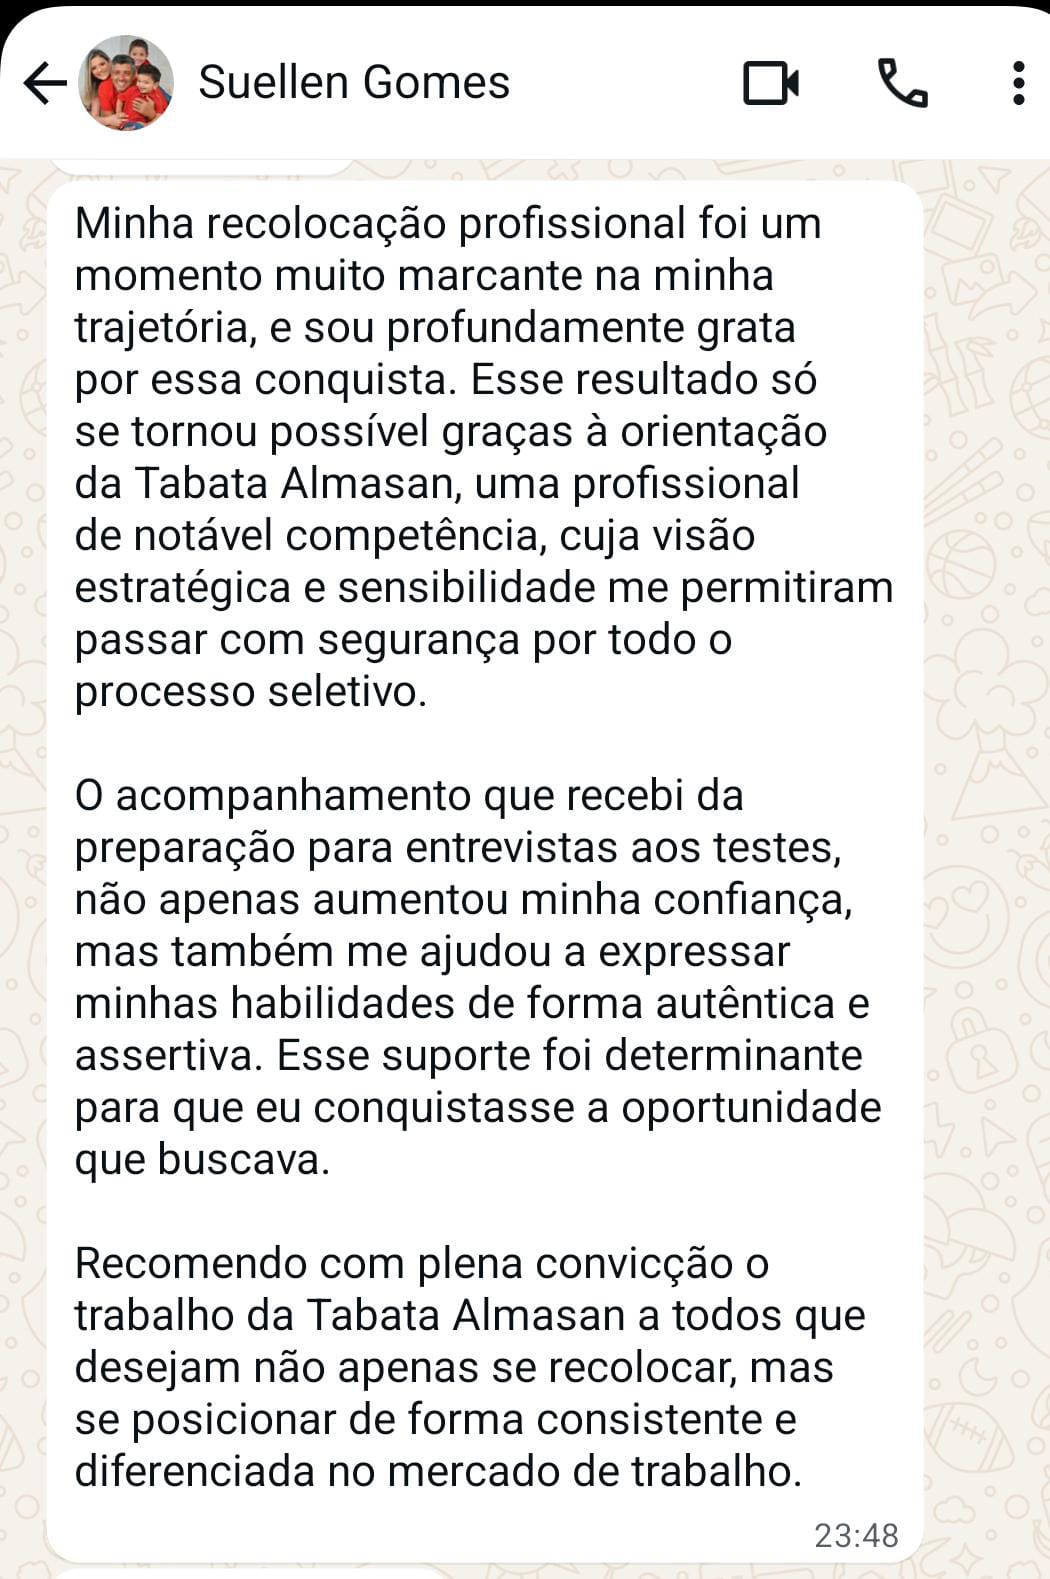 Suellen Gomes
Minha recolocação profissional foi um
momento muito marcante na minha
trajetória, e sou profundamente grata
por essa conquista. Esse resultado só
se tornou possível graças à orientação
da Tabata Almasan, uma profissional
de notável competência, cuja visão
estratégica e sensibilidade me permitiram
passar com segurança por todo o
processo seletivo.
O acompanhamento que recebi da
preparação para entrevistas aos testes,
não apenas aumentou minha confiança,
mas também me ajudou a expressar
minhas habilidades de forma autêntica e
assertiva. Esse suporte foi determinante
para que eu conquistasse a oportunidade
que buscava.
Recomendo com plena convicção o
trabalho da Tabata Almasan a todos que
desejam não apenas se recolocar, mas
se posicionar de forma consistente e
diferenciada no mercado de trabalho.
23:48